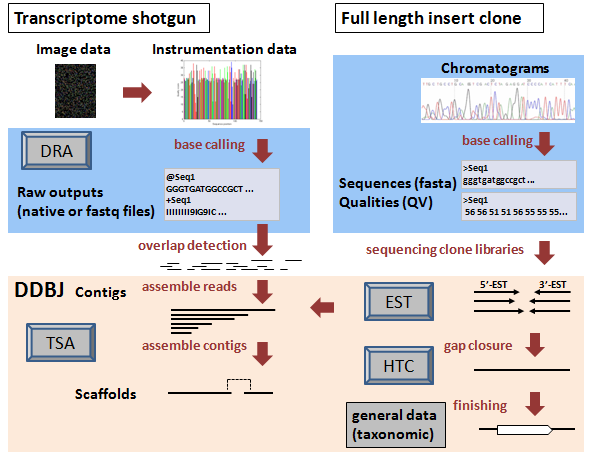 Transcriptome shotgun
Full length insert clone
Image data
Instrumentation data
Chromatograms
base calling
base calling
DRA
@Seq1
GGGTGATGGCCGCT ...
+Seq1
IIIIIIII9IG9IC ...
Raw outputs
(native or fastq files)
Sequences (fasta)
Qualities (QV)
>Seq1
gggtgatggccgct ...
>Seq1
56 56 51 51 56 55 55 55...
overlap detection
sequencing clone libraries
DDBJ
Contigs
assemble reads
EST
5’-EST
3’-EST
TSA
assemble contigs
gap closure
HTC
Scaffolds
finishing
general data
(taxonomic)